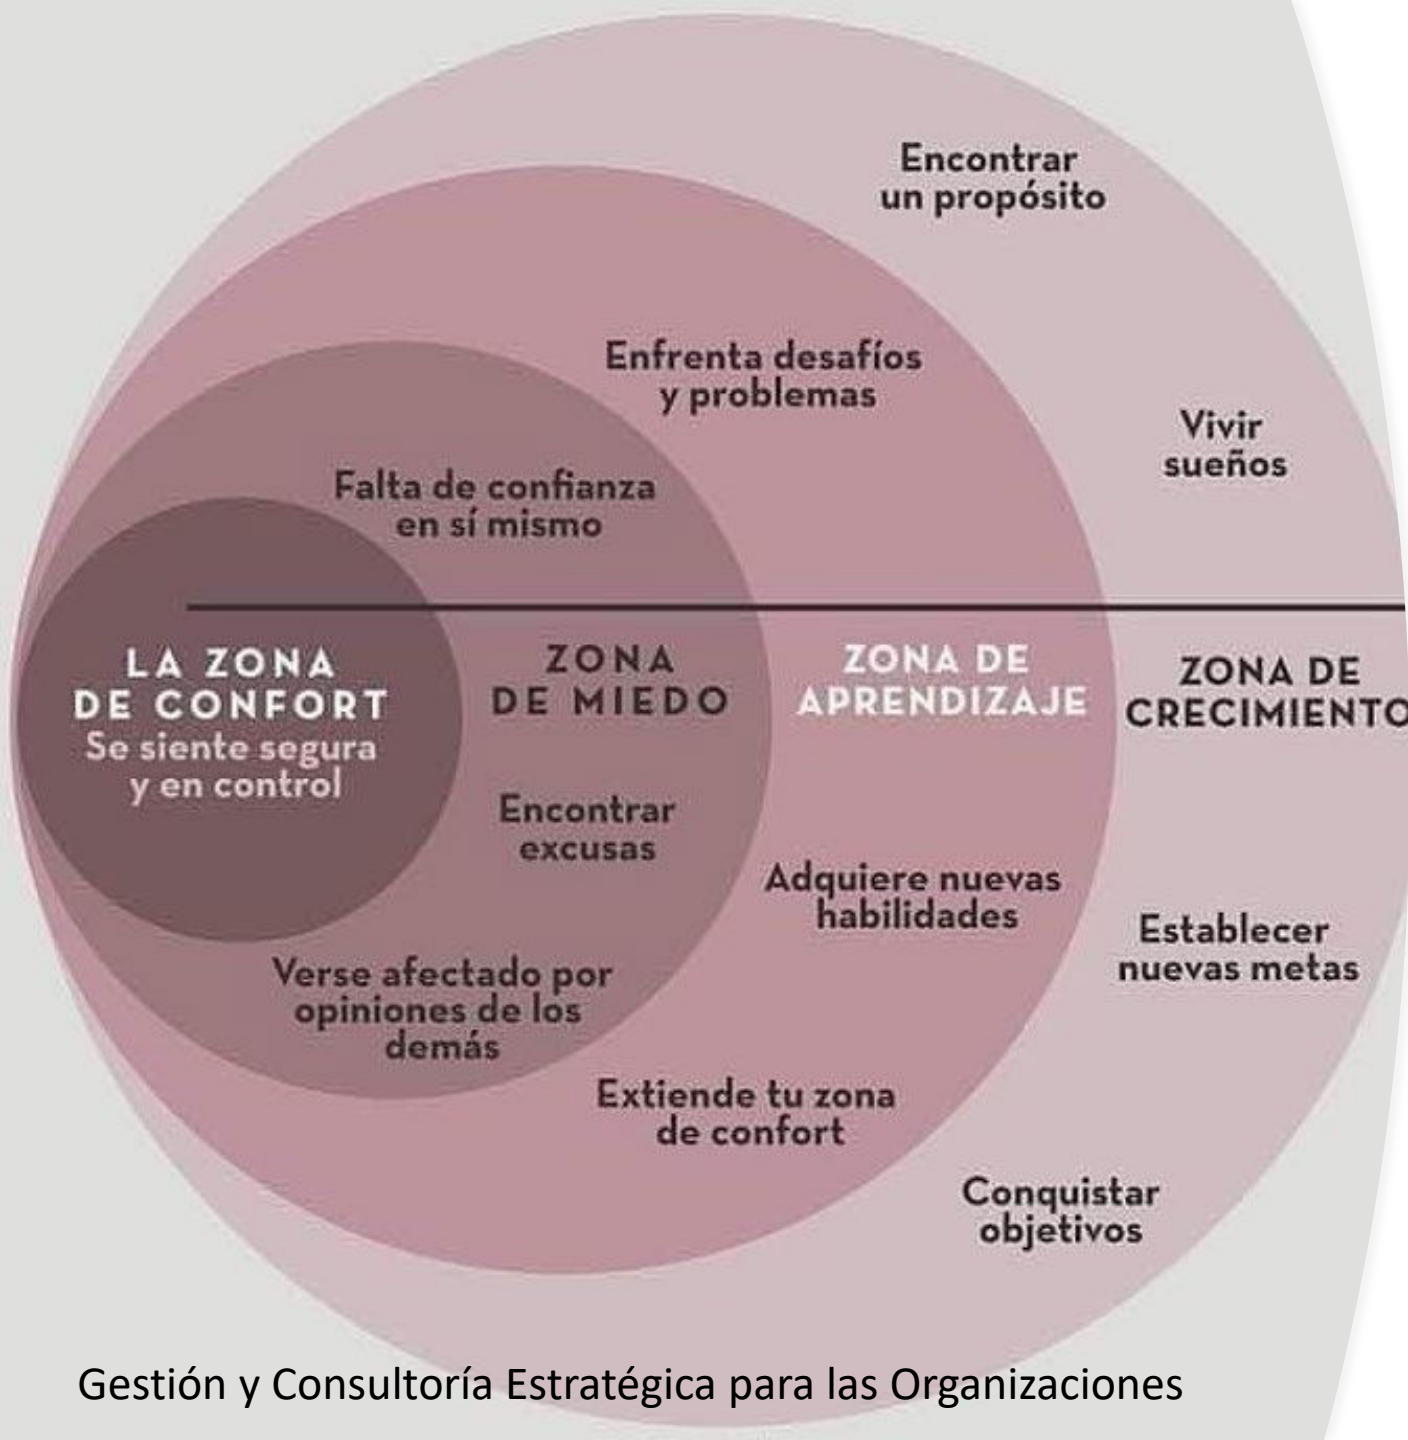 Encontrar
un propósito
Enfrenta desafíos
y problemas
Vivir
sueños
Falta de confianza
en sí mismo
LA ZONA
DE CONFORT
Se siente segura
y en control
ZONA
DE MIEDO
ZONA DE
APRENDIZAJE
ZONA DE
CRECIMIENTO
Encontrar
excusas
Adquiere nuevas
habilidades
Establecer
nuevas metas
Verse afectado por
opiniones de los
demás
Extiende tu zona
de confort
Conquistar
objetivos
Gestión y Consultoría Estratégica para las Organizaciones